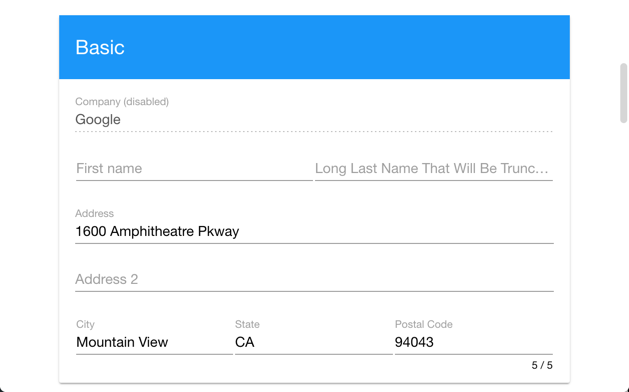 Basic
Company (disabled)
Google
First name Long Last Name That Will Be Trunc...
Address
1600 Amphitheatre Pkway
Address 2
City State Postal Code
Mountain View CA 94043
5 / 5